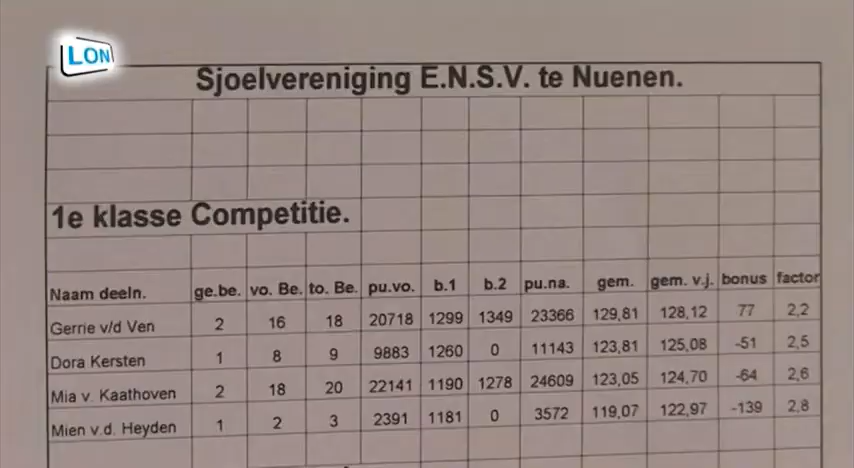 LON
Sjoelvereniging E.N.S.V. te Nuenen.
1e klasse Competitie.
Naam deeln. ge.be. vo. Be. to. Be. pu.vo. b.1 b.2 pu.na. gem. gem. v.j. bonus factor
Gerrie v/d Ven 2 16 18 20718 1299 1349 23366 129,81 128,12 77 2,2
Dora Kersten 1 8 9 9883 1260 0 11143 123,81 125,08 -51 2,5
Mia v. Kaathoven 2 18 20 22141 1190 1278 24609 123,05 124,70 -64 2,6
Mien v.d. Heyden 1 2 3 2391 1181 0 3572 119,07 122,97 -139 2,8